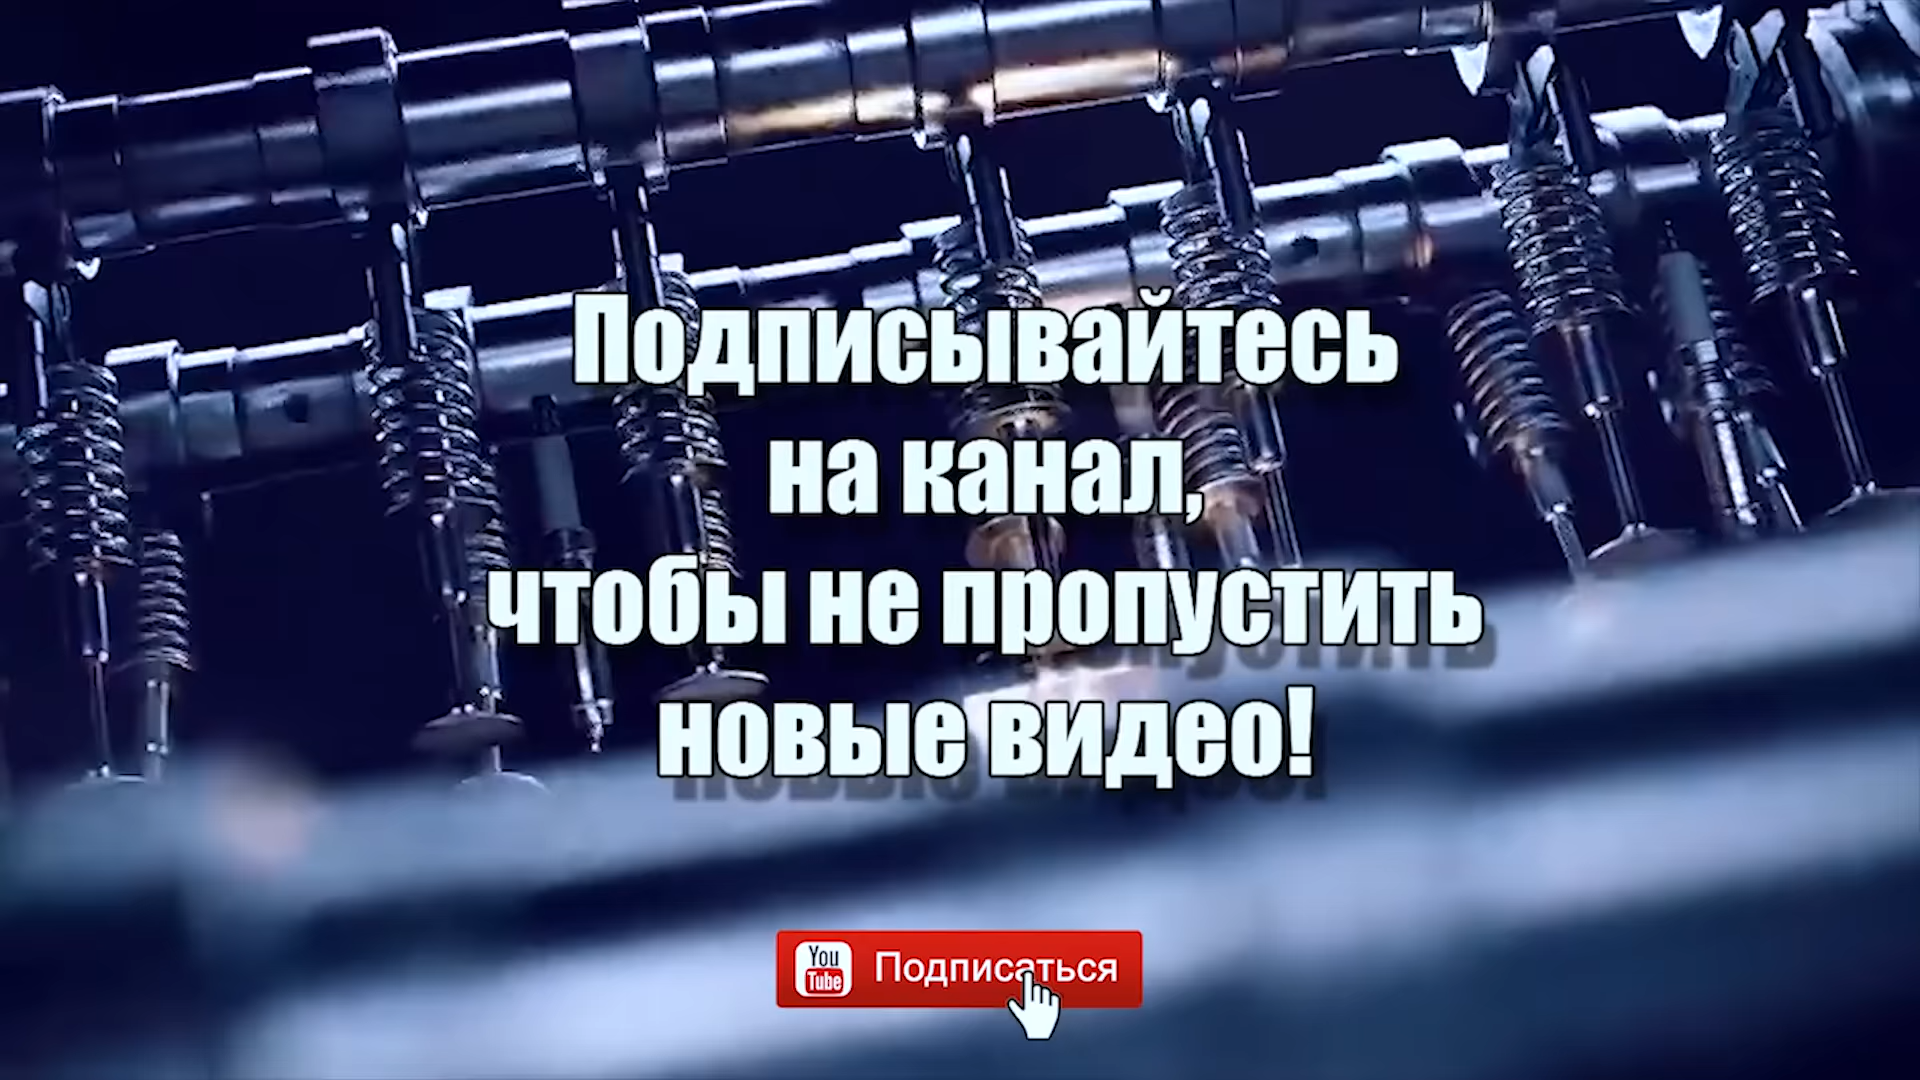 Подписывайтесь
на канал,
чтобы не пропустить
новые видео!
You
Tube
Подписаться